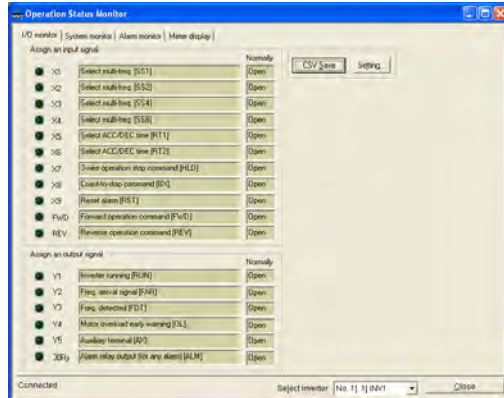 Operation Status Monitor
I/O monitor System monitor Alarm monitor Meter display
Assign an input signal
Normally
CSV Save Setting...
X1 Select multi-freq. [SS1] Open
X2 Select multi-freq. [SS2] Open
X3 Select multi-freq. [SS4] Open
X4 Select multi-freq. [SS8] Open
X5 Select ACC/DEC time [RT1] Open
X6 Select ACC/DEC time [RT2] Open
X7 3-wire operation stop command [HLD] Open
X8 Coast-to-stop command [BX] Open
X9 Reset alarm [RST] Open
FWD Forward operation command [FWD] Open
REV Reverse operation command [REV] Open
Assign an output signal
Normally
Y1 Inverter running [RUN] Open
Y2 Freq. arrival signal [FAR] Open
Y3 Freq. detected [FDT] Open
Y4 Motor overload early warning [OL] Open
Y5 Auxiliary terminal [AX] Open
30Ry Alarm relay output (for any alarm) [ALM] Open
Connected Select inverter No. 1[ 1] INV1 Close